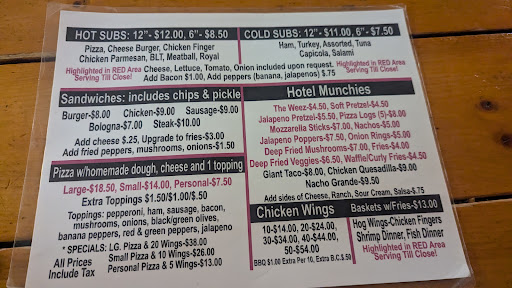 HOT SUBS: 12"- $12.00, 6"- $8.50
Pizza, Cheese Burger, Chicken Finger
Chicken Parmesan, BLT, Meatball, Royal
COLD SUBS: 12"- $11.00, 6"- $7.50
Ham, Turkey, Assorted, Tuna
Capicola, Salami
Highlighted in RED Area
Serving Till Close!
Cheese, Lettuce, Tomato, Onion included upon request.
Add Bacon $1.00, Add peppers (banana, jalapenos) $.75
Highlighted in RED Area
Serving Till Close!
Sandwiches: includes chips & pickle
Burger-$8.00 Chicken-$9.00 Sausage-$9.00
Bologna-$7.00 Steak-$10.00
Add cheese $.25, Upgrade to fries-$3.00
Add fried peppers, mushrooms, onions-$1.50
Pizza w/homemade dough, cheese and 1 topping
Large-$18.50, Small-$14.00, Personal-$7.50
Extra Toppings $1.50/$1.00/$.50
Toppings: pepperoni, ham, sausage, bacon,
mushrooms, onions, black/green olives,
banana peppers, red & green peppers, jalapeno
* SPECIALS: LG. Pizza & 20 Wings-$38.00
Small Pizza & 10 Wings-$26.00
Personal Pizza & 5 Wings-$13.00
All Prices
Include Tax
Hotel Munchies
The Weez-$4.50, Soft Pretzel-$4.50
Jalapeno Pretzel-$5.50, Pizza Logs (5)-$8.00
Mozzarella Sticks-$7.00, Nachos-$5.00
Jalapeno Poppers-$7.50, Onion Rings-$5.00
Deep Fried Mushrooms-$7.00, Fries-$4.00
Deep Fried Veggies-$6.50, Waffle/Curly Fries-$4.50
Giant Taco-$8.00, Chicken Quesadilla-$9.00
Nacho Grande-$9.50
Add sides of Cheese, Ranch, Sour Cream, Salsa-$.75
Chicken Wings
10-$14.00, 20-$24.00,
30-$34.00, 40-$44.00,
50-$54.00
BBQ $1.00 Extra Per 10, Extra B.C.$.50
Baskets w/Fries-$13.00
Hog Wings-Chicken Fingers
Shrimp Dinner, Fish Dinner
Highlighted in RED Area
Serving Till Close!